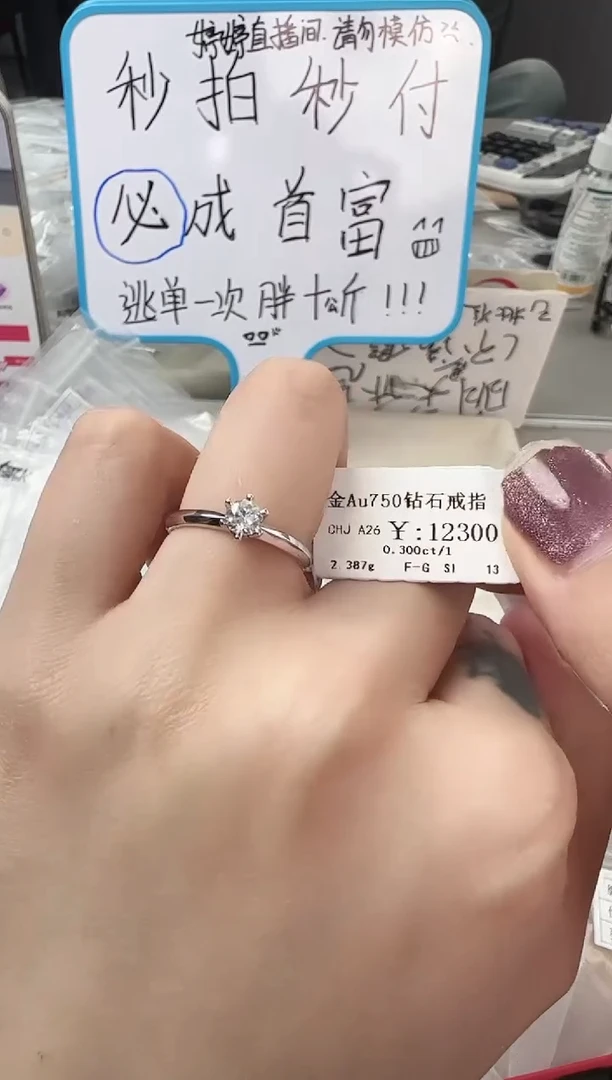 婷婷直播间.请勿模仿
秒拍秒付
必成首富
逃单一次胖十斤!!!
金Au750钻石戒指
CHJ A26 ¥:12300
0.300ct/1
2.387g F-G SI 13